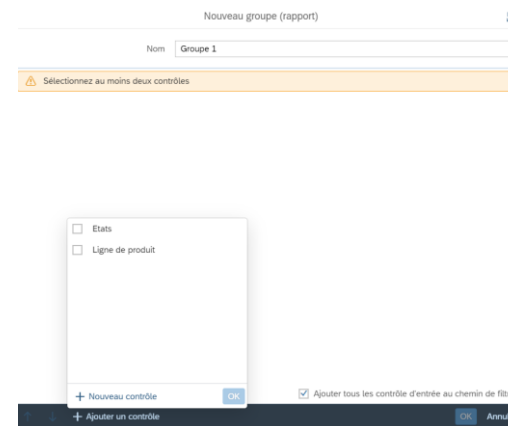 Nouveau groupe (rapport)
Nom Groupe 1
Sélectionnez au moins deux contrôles
Etats
Ligne de produit
+ Nouveau contrôle OK
Ajouter tous les contrôle d'entrée au chemin de filt
+ Ajouter un contrôle OK Annul